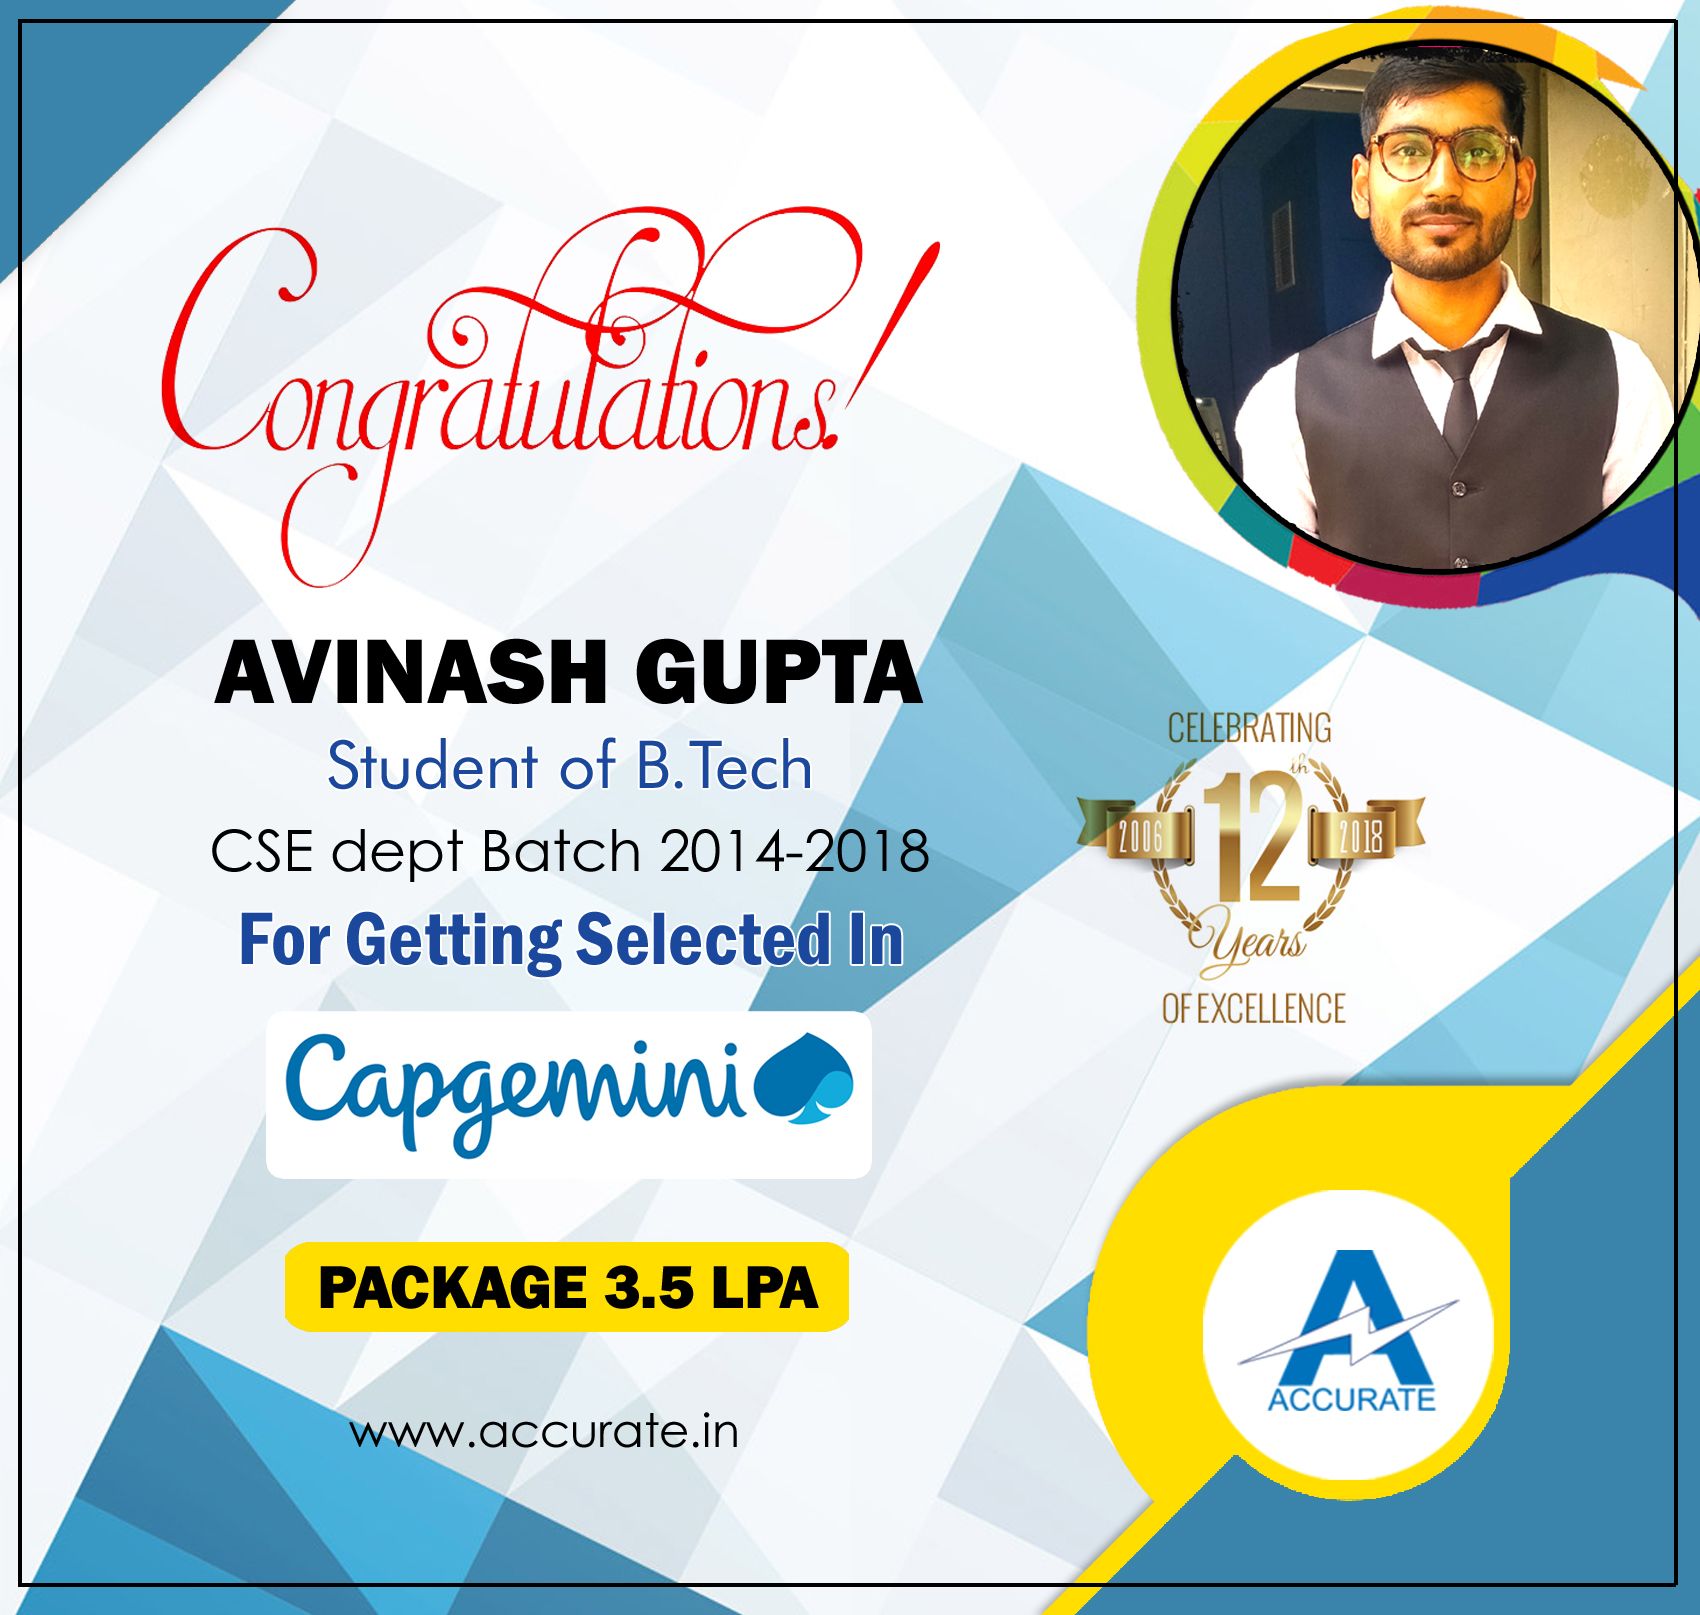 Congratulations!
AVINASH GUPTA
Student of B.Tech
CSE dept Batch 2014-2018
For Getting Selected In
Capgemini
PACKAGE 3.5 LPA
www.accurate.in
CELEBRATING
2006 12th 2018
Years
OF EXCELLENCE
A
ACCURATE